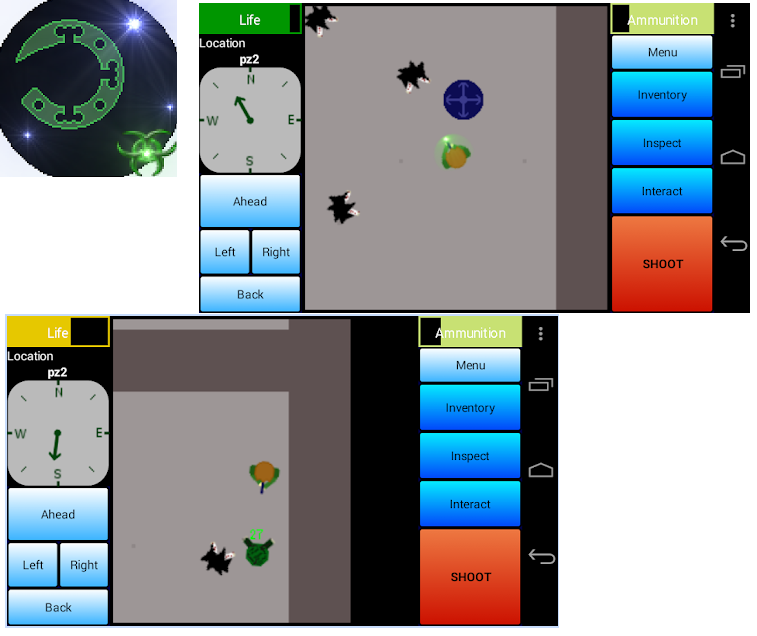 Life
Ammunition
Location
pz2
N
W
E
S
Menu
Inventory
Inspect
Interact
Ahead
Left
Right
Back
SHOOT
Life
Ammunition
Location
pz2
N
W
E
S
Menu
Inventory
Inspect
Interact
Ahead
Left
Right
Back
SHOOT